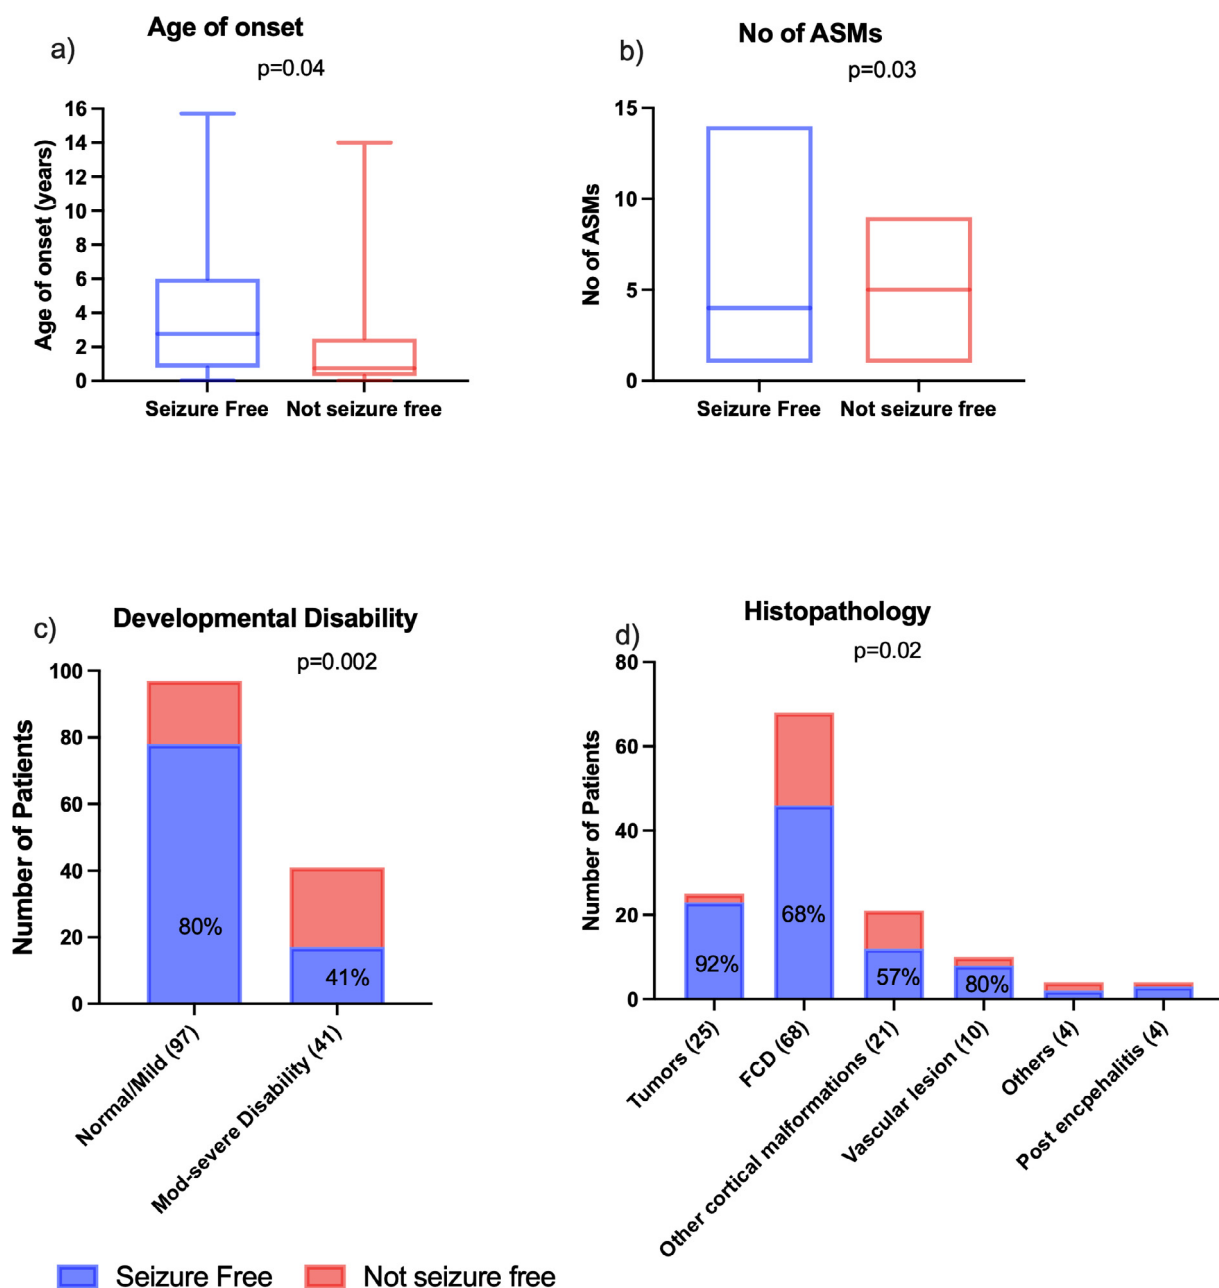 a)
Age of onset
p=0.04
Age of onset (years)
16
14
12
10
8
6
4
2
0
Seizure Free
Not seizure free
b)
No of ASMs
p=0.03
No of ASMs
15
10
5
0
Seizure Free
Not seizure free
c)
Developmental Disability
p=0.002
Number of Patients
100
80
60
40
20
0
80%
41%
Normal/Mild (97)
Mod-severe Disability (41)
d)
Histopathology
p=0.02
Number of Patients
80
60
40
20
0
92%
68%
57%
80%
Tumors (25)
FCD (68)
Other cortical malformations (21)
Vascular lesion (10)
Others (4)
Post encpehalitis (4)
Seizure Free
Not seizure free